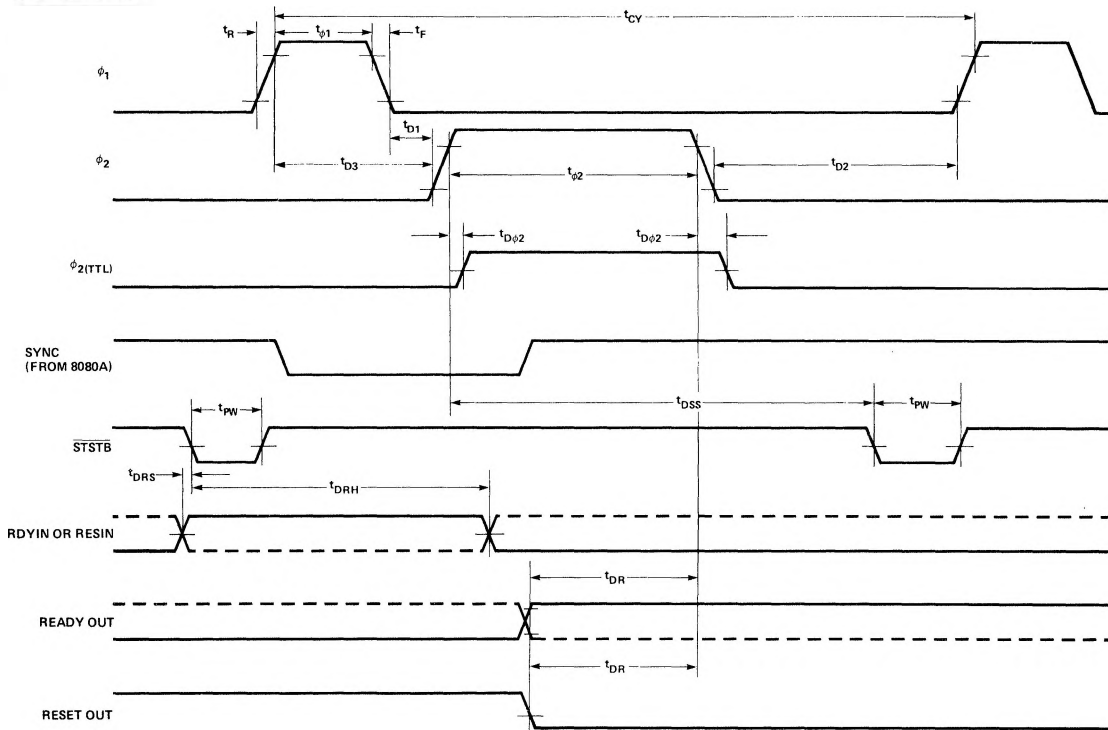 tCY
tR
tϕ1
tF
ϕ1
tD1
tD3
tD2
ϕ2
tϕ2
tDϕ2
tDϕ2
ϕ2(TTL)
SYNC
(FROM 8080A)
tDSS
tPW
tPW
STSTB
tDRS
tDRH
RDYIN OR RESIN
tDR
READY OUT
tDR
RESET OUT